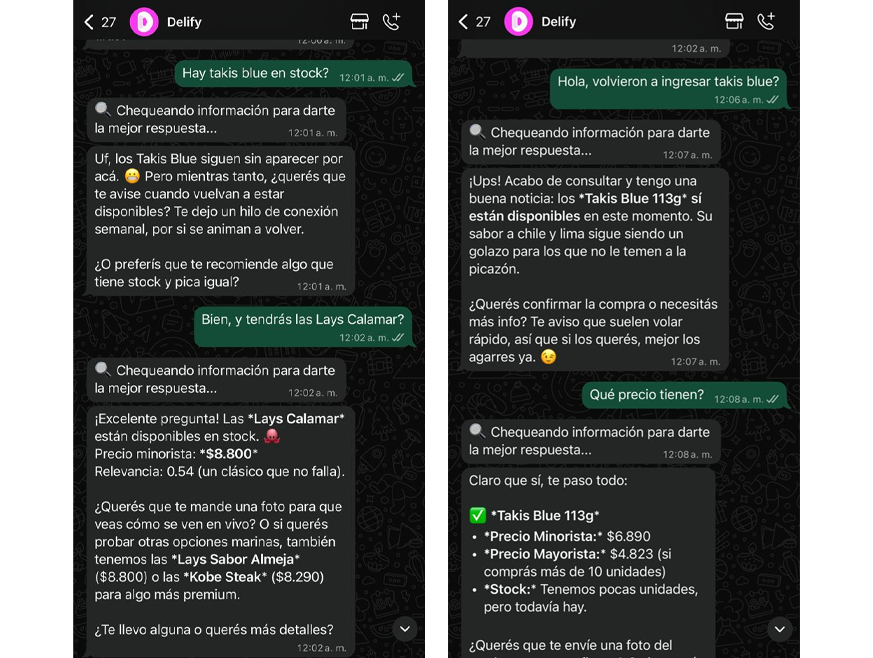 27
Delify
12:00 a. m.
Hay takis blue en stock?
12:01 a. m.
🔍 Chequeando información para darte
la mejor respuesta...
12:01 a. m.
Uf, los Takis Blue siguen sin aparecer por
acá. 😬 Pero mientras tanto, ¿querés que
te avise cuando vuelvan a estar
disponibles? Te dejo un hilo de conexión
semanal, por si se animan a volver.
¿O preferís que te recomiende algo que
tiene stock y pica igual?
12:01 a. m.
Bien, y tendrás las Lays Calamar?
12:02 a. m.
🔍 Chequeando información para darte
la mejor respuesta...
12:02 a. m.
¡Excelente pregunta! Las *Lays Calamar*
están disponibles en stock. 🐙
Precio minorista: *$8.800*
Relevancia: 0.54 (un clásico que no falla).
¿Querés que te mande una foto para que
veas cómo se ven en vivo? O si querés
probar otras opciones marinas, también
tenemos las *Lays Sabor Almeja*
($8.800) o las *Kobe Steak* ($8.290)
para algo más premium.
¿Te llevo alguna o querés más detalles?
12:02 a. m.
27
Delify
12:02 a. m.
Hola, volvieron a ingresar takis blue?
12:06 a. m.
🔍 Chequeando información para darte
la mejor respuesta...
12:07 a. m.
¡Ups! Acabo de consultar y tengo una
buena noticia: los *Takis Blue 113g* sí
están disponibles en este momento. Su
sabor a chile y lima sigue siendo un
golazo para los que no le temen a la
picazón.
¿Querés confirmar la compra o necesitás
más info? Te aviso que suelen volar
rápido, así que si los querés, mejor los
agarres ya. 😉
12:07 a. m.
Qué precio tienen?
12:08 a. m.
🔍 Chequeando información para darte
la mejor respuesta...
12:08 a. m.
Claro que sí, te paso todo:
✅ *Takis Blue 113g*
• *Precio Minorista:* $6.890
• *Precio Mayorista:* $4.823 (si
comprás más de 10 unidades)
• *Stock:* Tenemos pocas unidades,
pero todavía hay.
¿Querés que te envíe una foto del